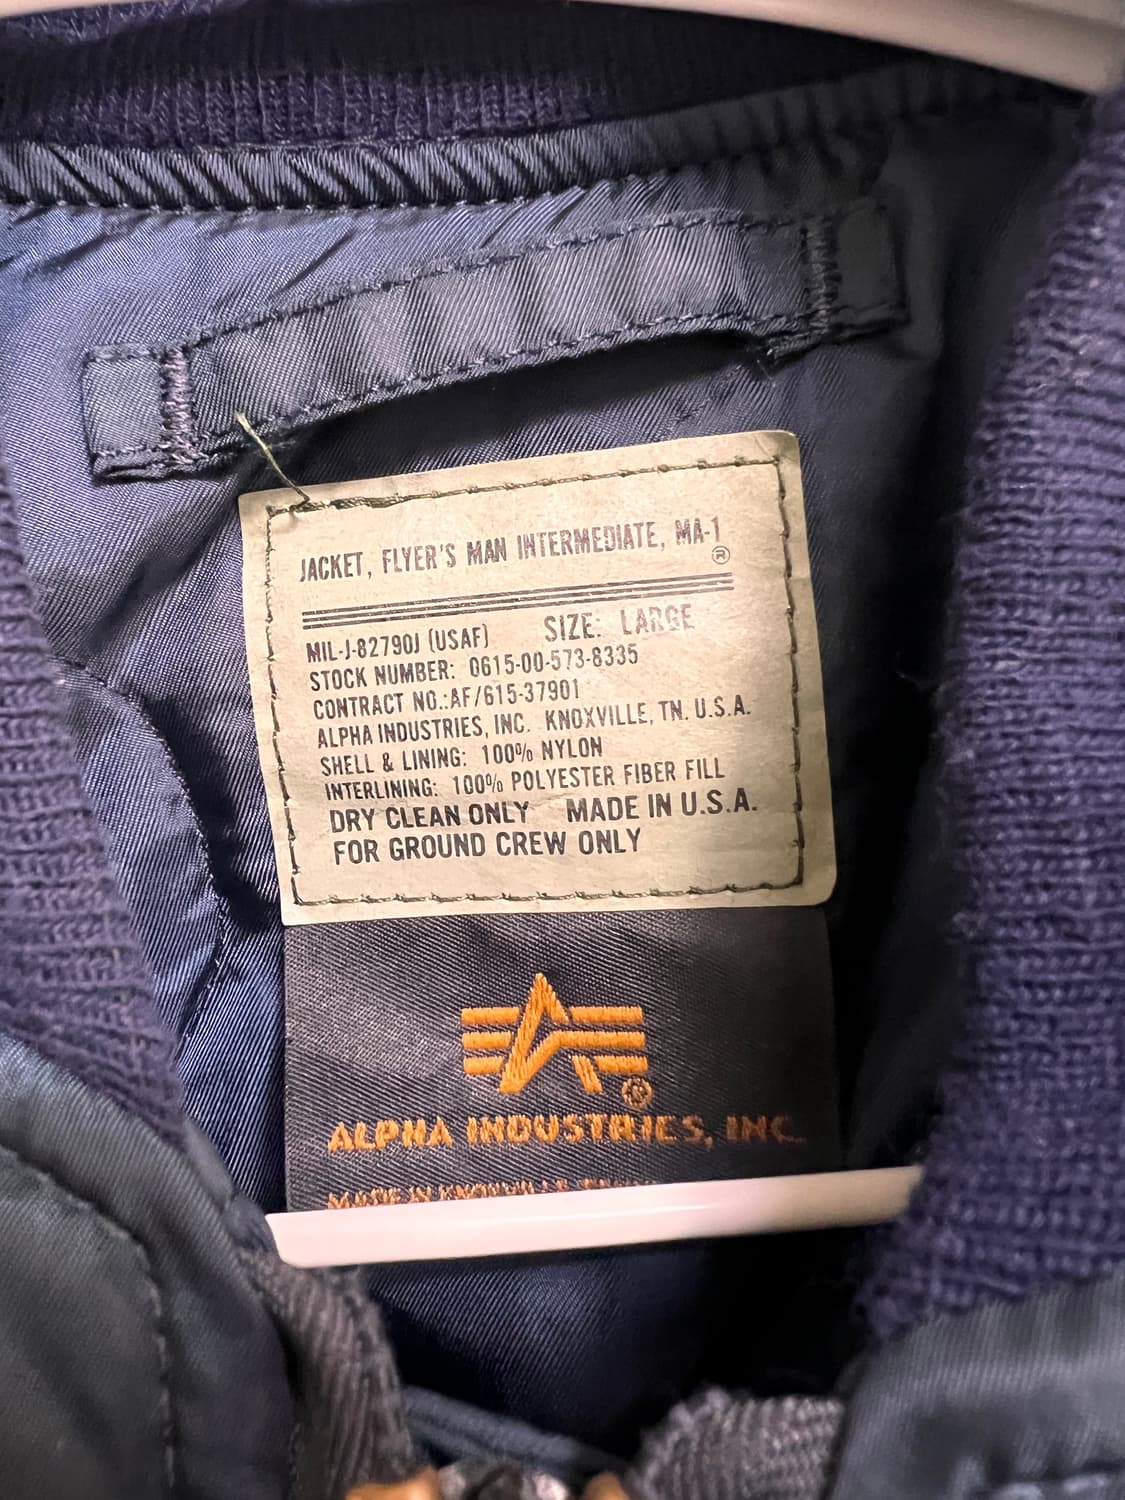 JACKET, FLYER'S MAN INTERMEDIATE, MA-1 ®
MIL-J-82790J (USAF) SIZE: LARGE
STOCK NUMBER: 0615-00-573-8335
CONTRACT NO.:AF/615-37901
ALPHA INDUSTRIES, INC. KNOXVILLE, TN. U.S.A.
SHELL & LINING: 100% NYLON
INTERLINING: 100% POLYESTER FIBER FILL
DRY CLEAN ONLY MADE IN U.S.A.
FOR GROUND CREW ONLY
®
ALPHA INDUSTRIES, INC.
MADE IN